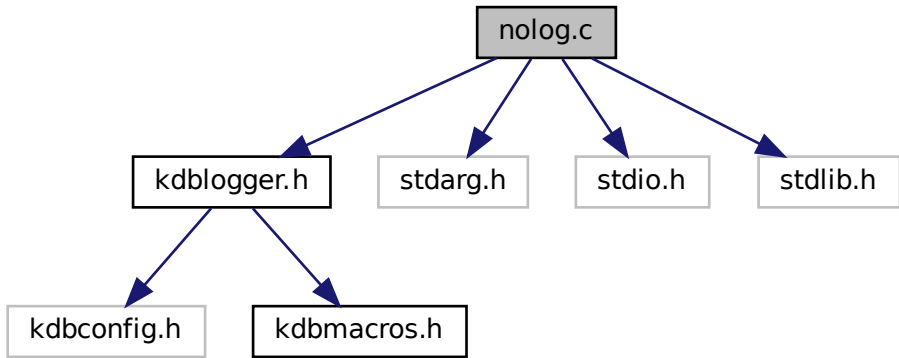 nolog.c
kdblogger.h
stdarg.h
stdio.h
stdlib.h
kdbconfig.h
kdbmacros.h